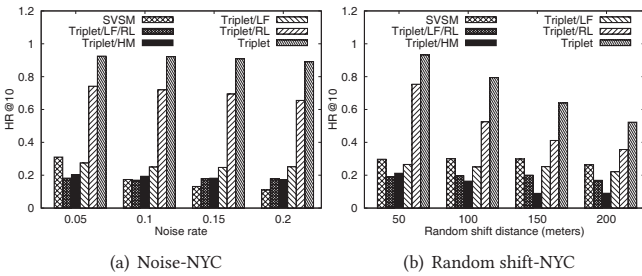 SVSM
Triplet/LF/RL
Triplet/HM
Triplet/LF
Triplet/RL
Triplet
HR@10
1.2
1
0.8
0.6
0.4
0.2
0
0.05 0.1 0.15 0.2
Noise rate
(a) Noise-NYC
SVSM
Triplet/LF/RL
Triplet/HM
Triplet/LF
Triplet/RL
Triplet
HR@10
1.2
1
0.8
0.6
0.4
0.2
0
50 100 150 200
Random shift distance (meters)
(b) Random shift-NYC